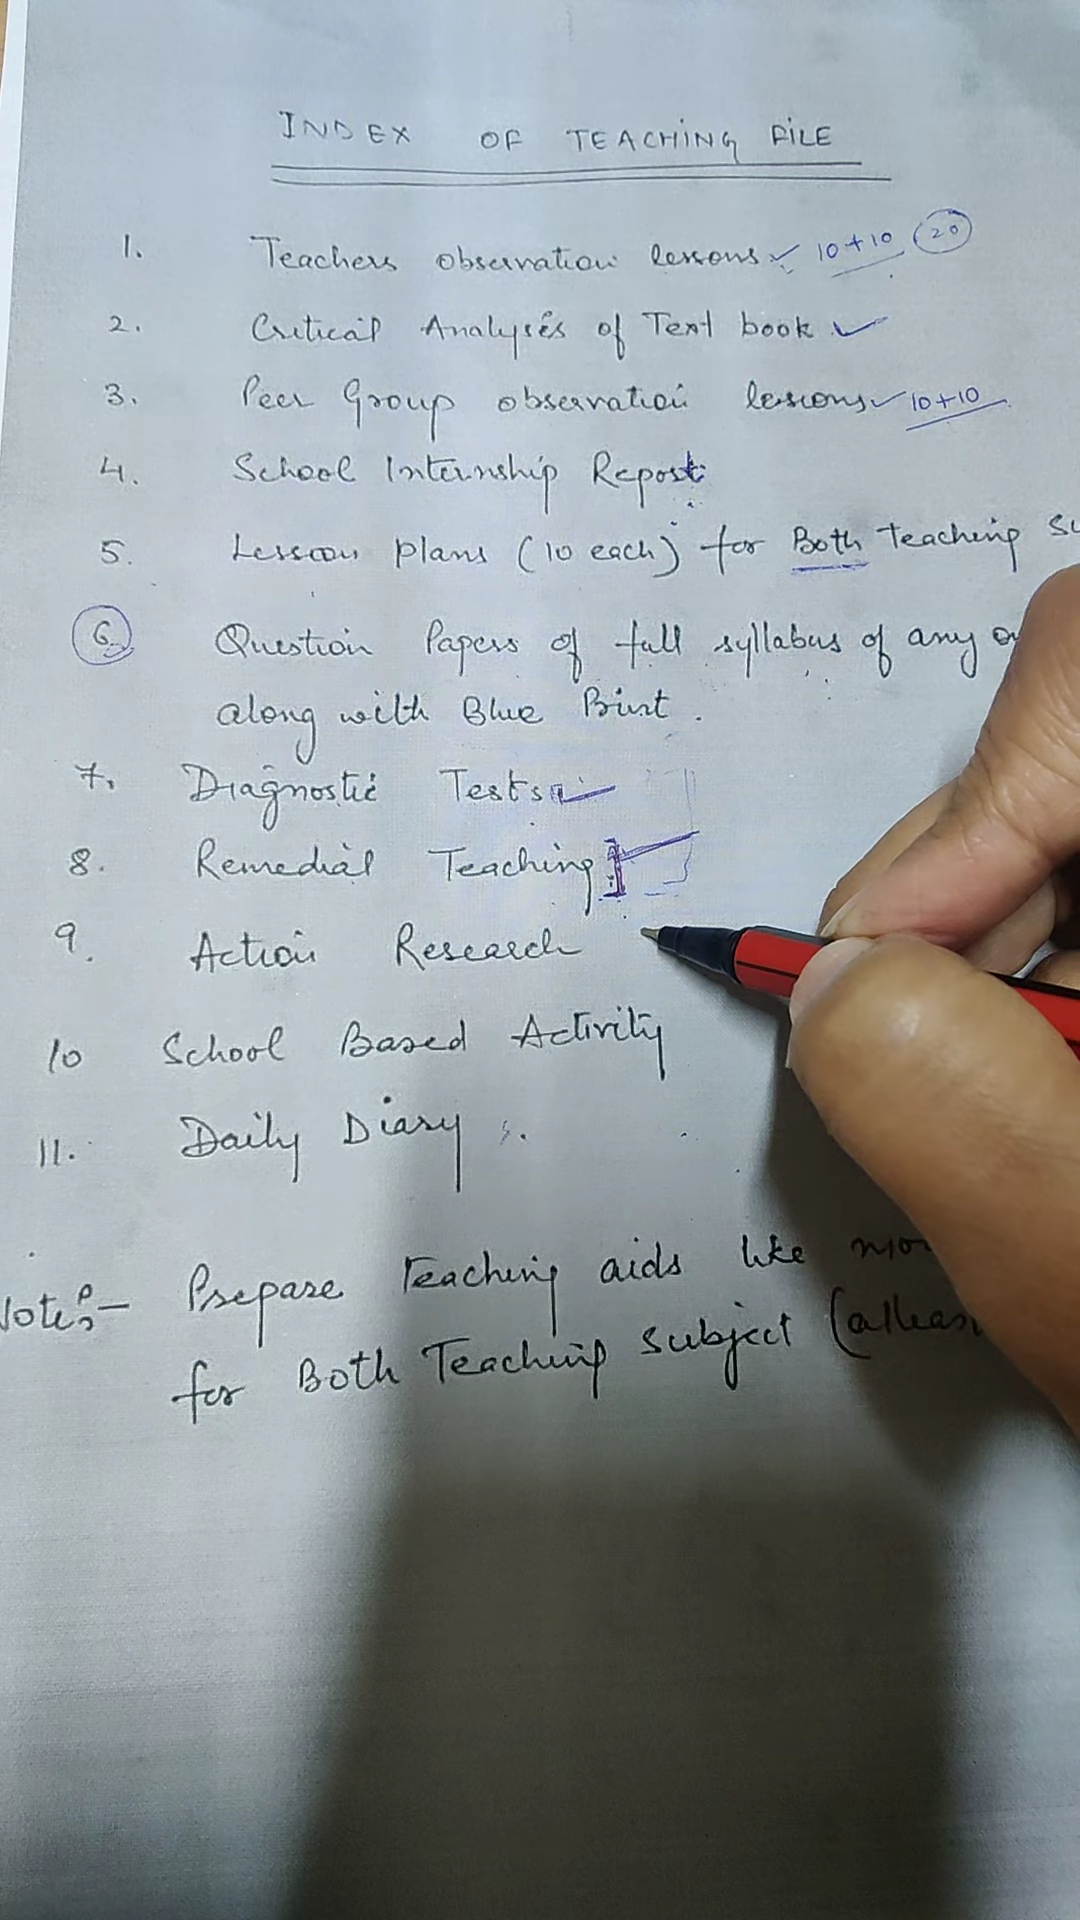 INDEX OF TEACHING FILE
1. Teachers observation lessons ✓ 10+10 20
2. Critical Analysis of Text book ✓
3. Peer Group observation lessons ✓ 10+10
4. School Internship Report
5. Lesson plans (10 each) for Both Teaching
6 Question Papers of full syllabus of any
along with Blue Print.
7. Diagnostic Tests
8. Remedial Teaching
9. Action Research
10 School Based Activity
11. Daily Diary
Note:- Prepare Teaching aids like
for Both Teaching subject